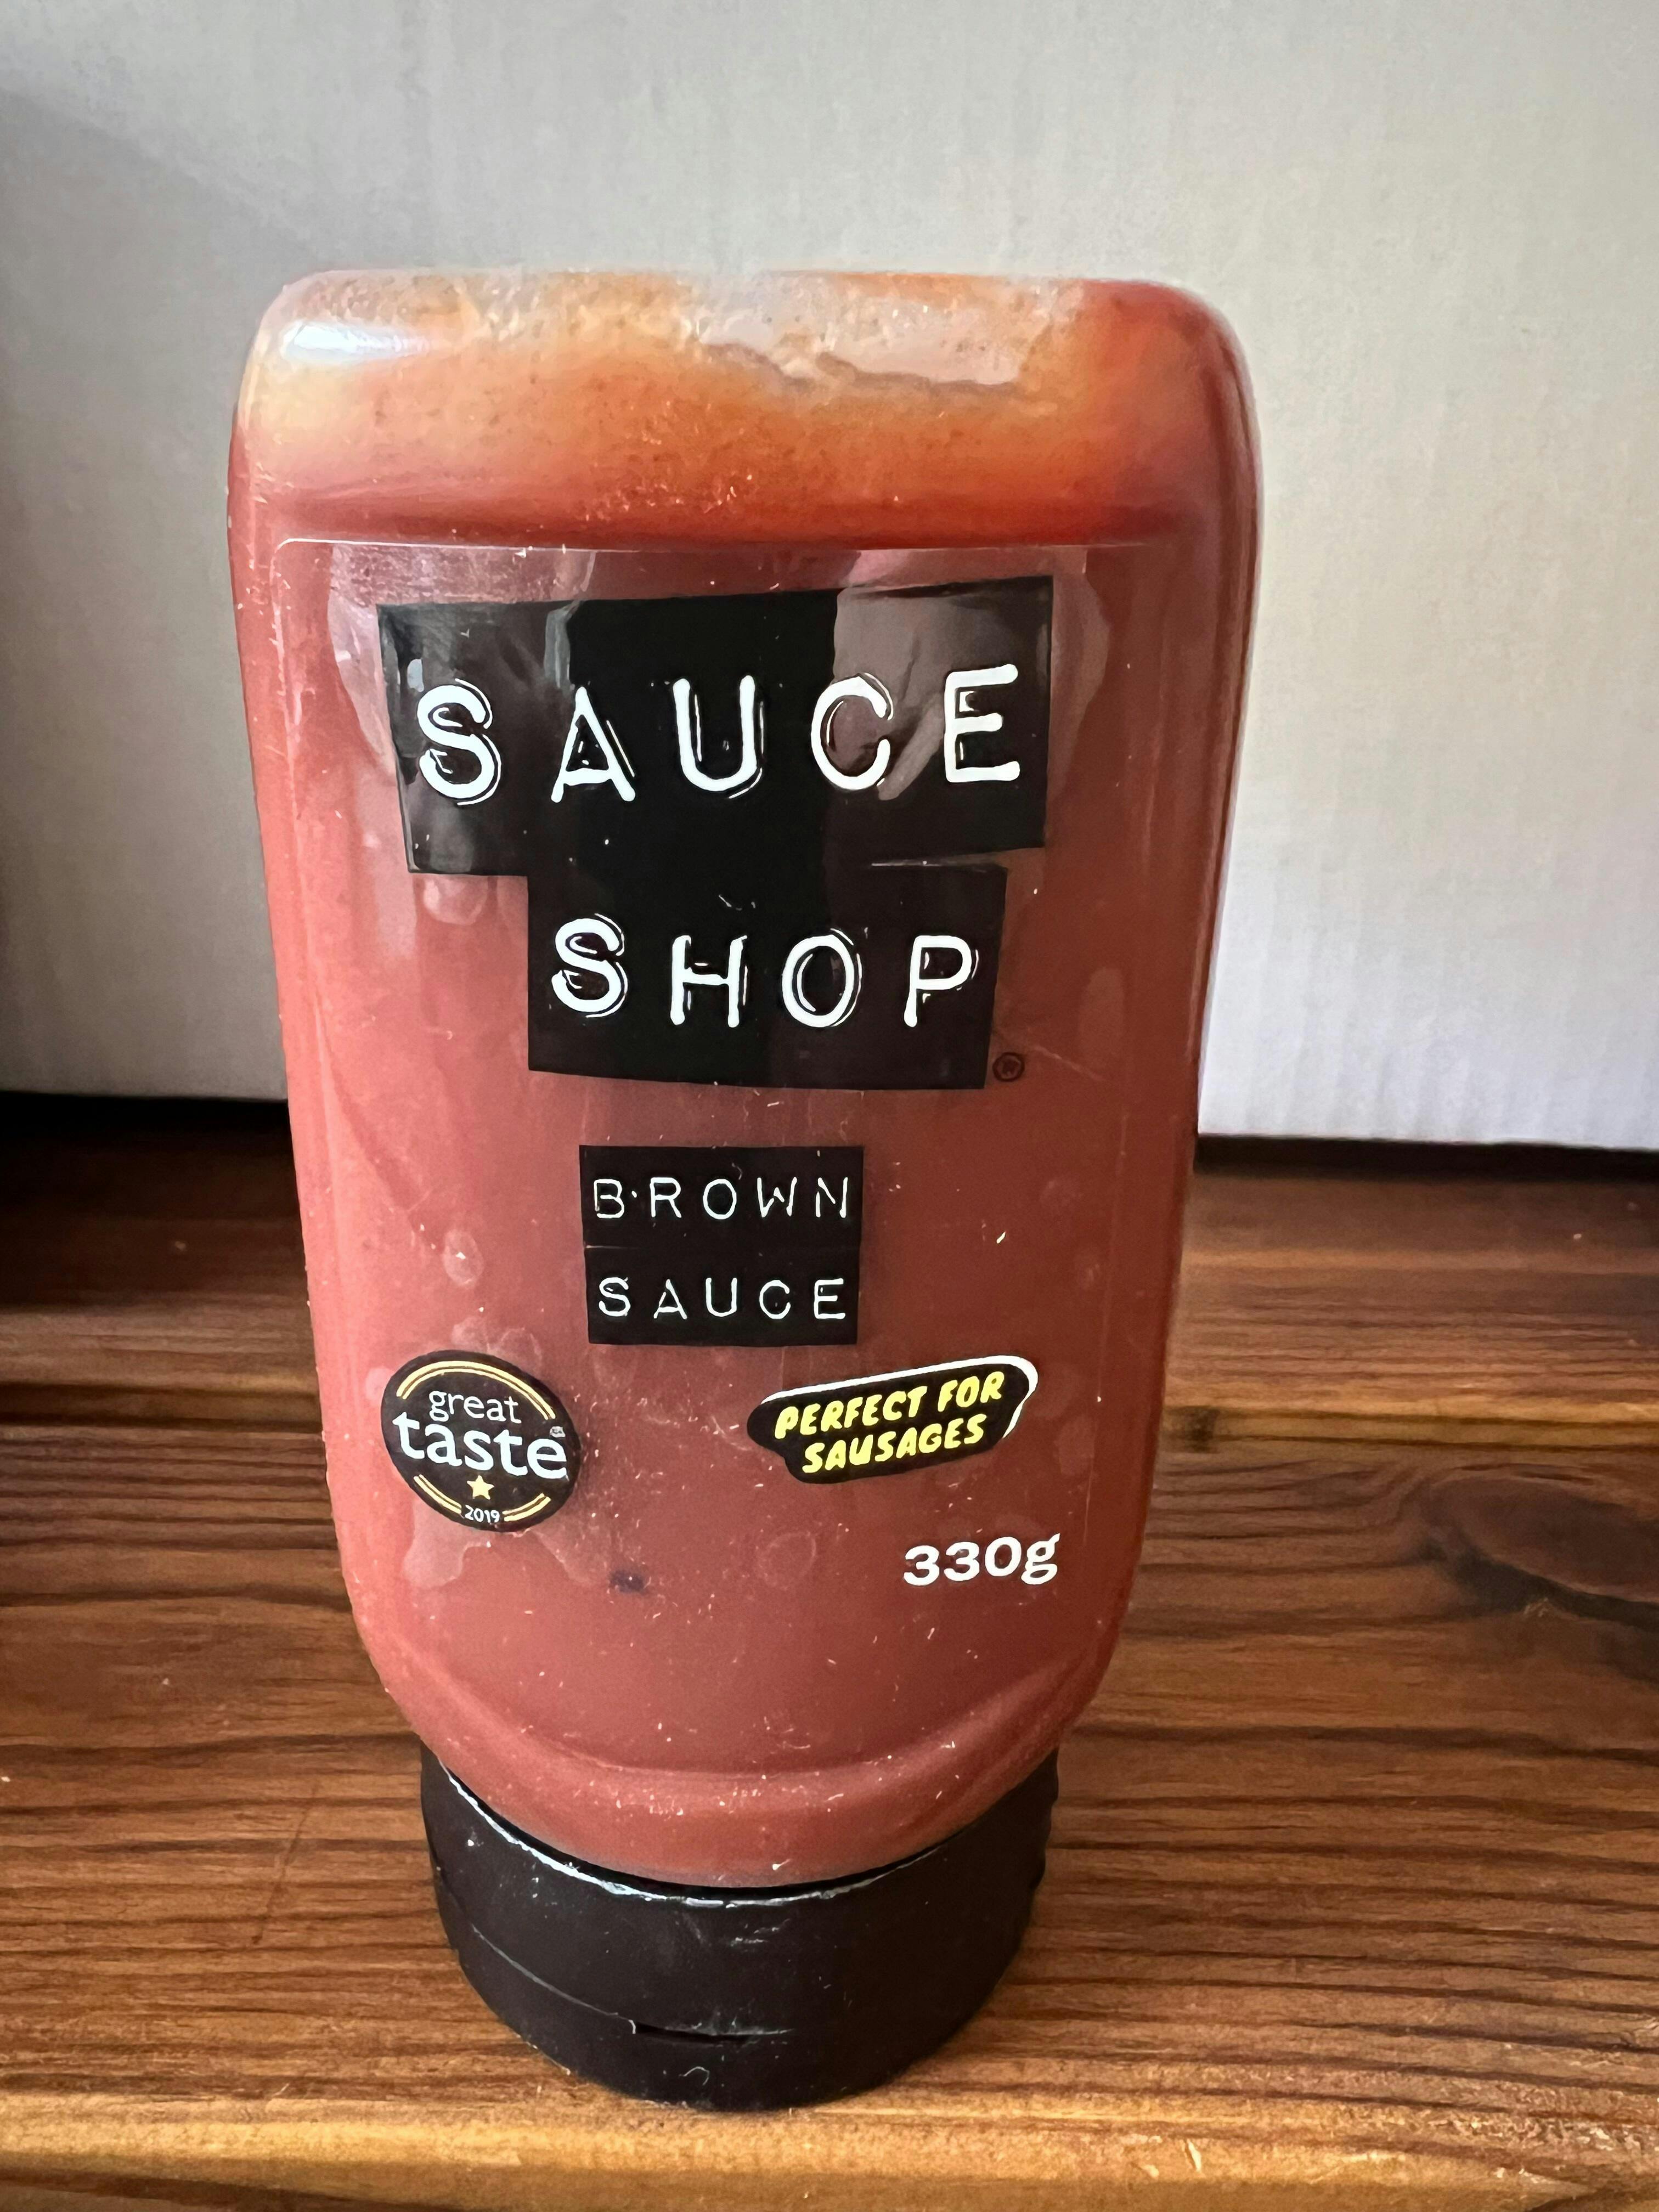 SAUCE
SHOP
®
BROWN
SAUCE
great
taste
2019
PERFECT FOR
SAUSAGES
330g